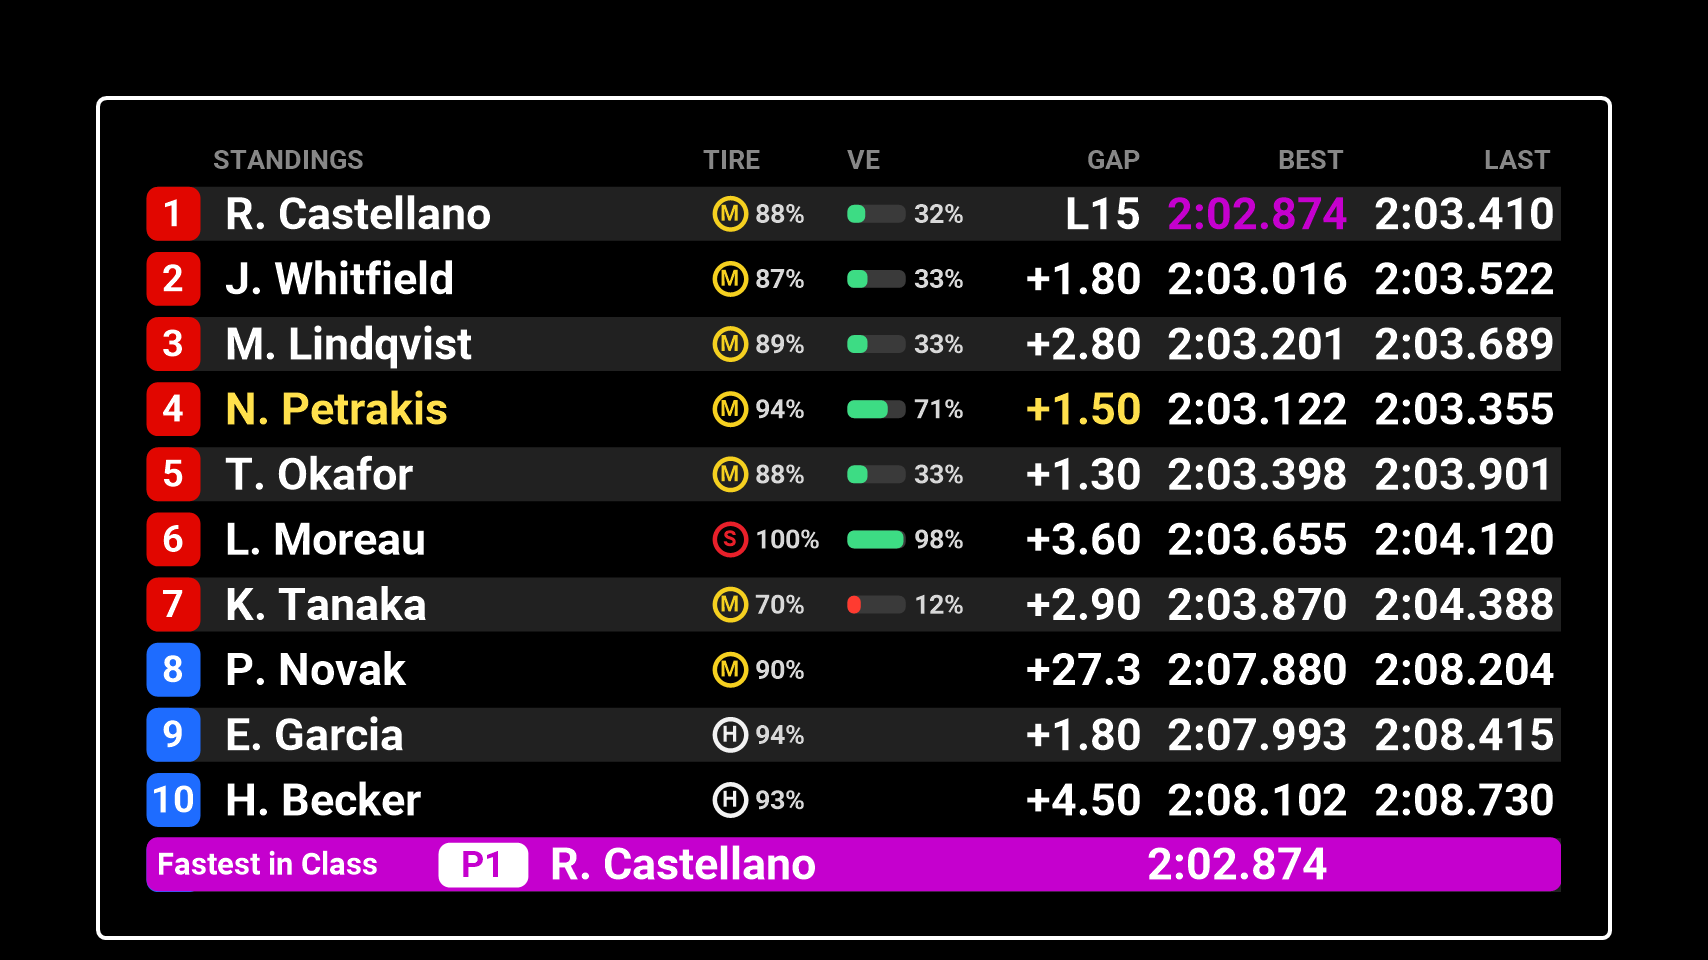 STANDINGS TIRE VE GAP BEST LAST
1 R. Castellano M 88% 32% L15 2:02.874 2:03.410
2 J. Whitfield M 87% 33% +1.80 2:03.016 2:03.522
3 M. Lindqvist M 89% 33% +2.80 2:03.201 2:03.689
4 N. Petrakis M 94% 71% +1.50 2:03.122 2:03.355
5 T. Okafor M 88% 33% +1.30 2:03.398 2:03.901
6 L. Moreau S 100% 98% +3.60 2:03.655 2:04.120
7 K. Tanaka M 70% 12% +2.90 2:03.870 2:04.388
8 P. Novak M 90% +27.3 2:07.880 2:08.204
9 E. Garcia H 94% +1.80 2:07.993 2:08.415
10 H. Becker H 93% +4.50 2:08.102 2:08.730
Fastest in Class P1 R. Castellano 2:02.874